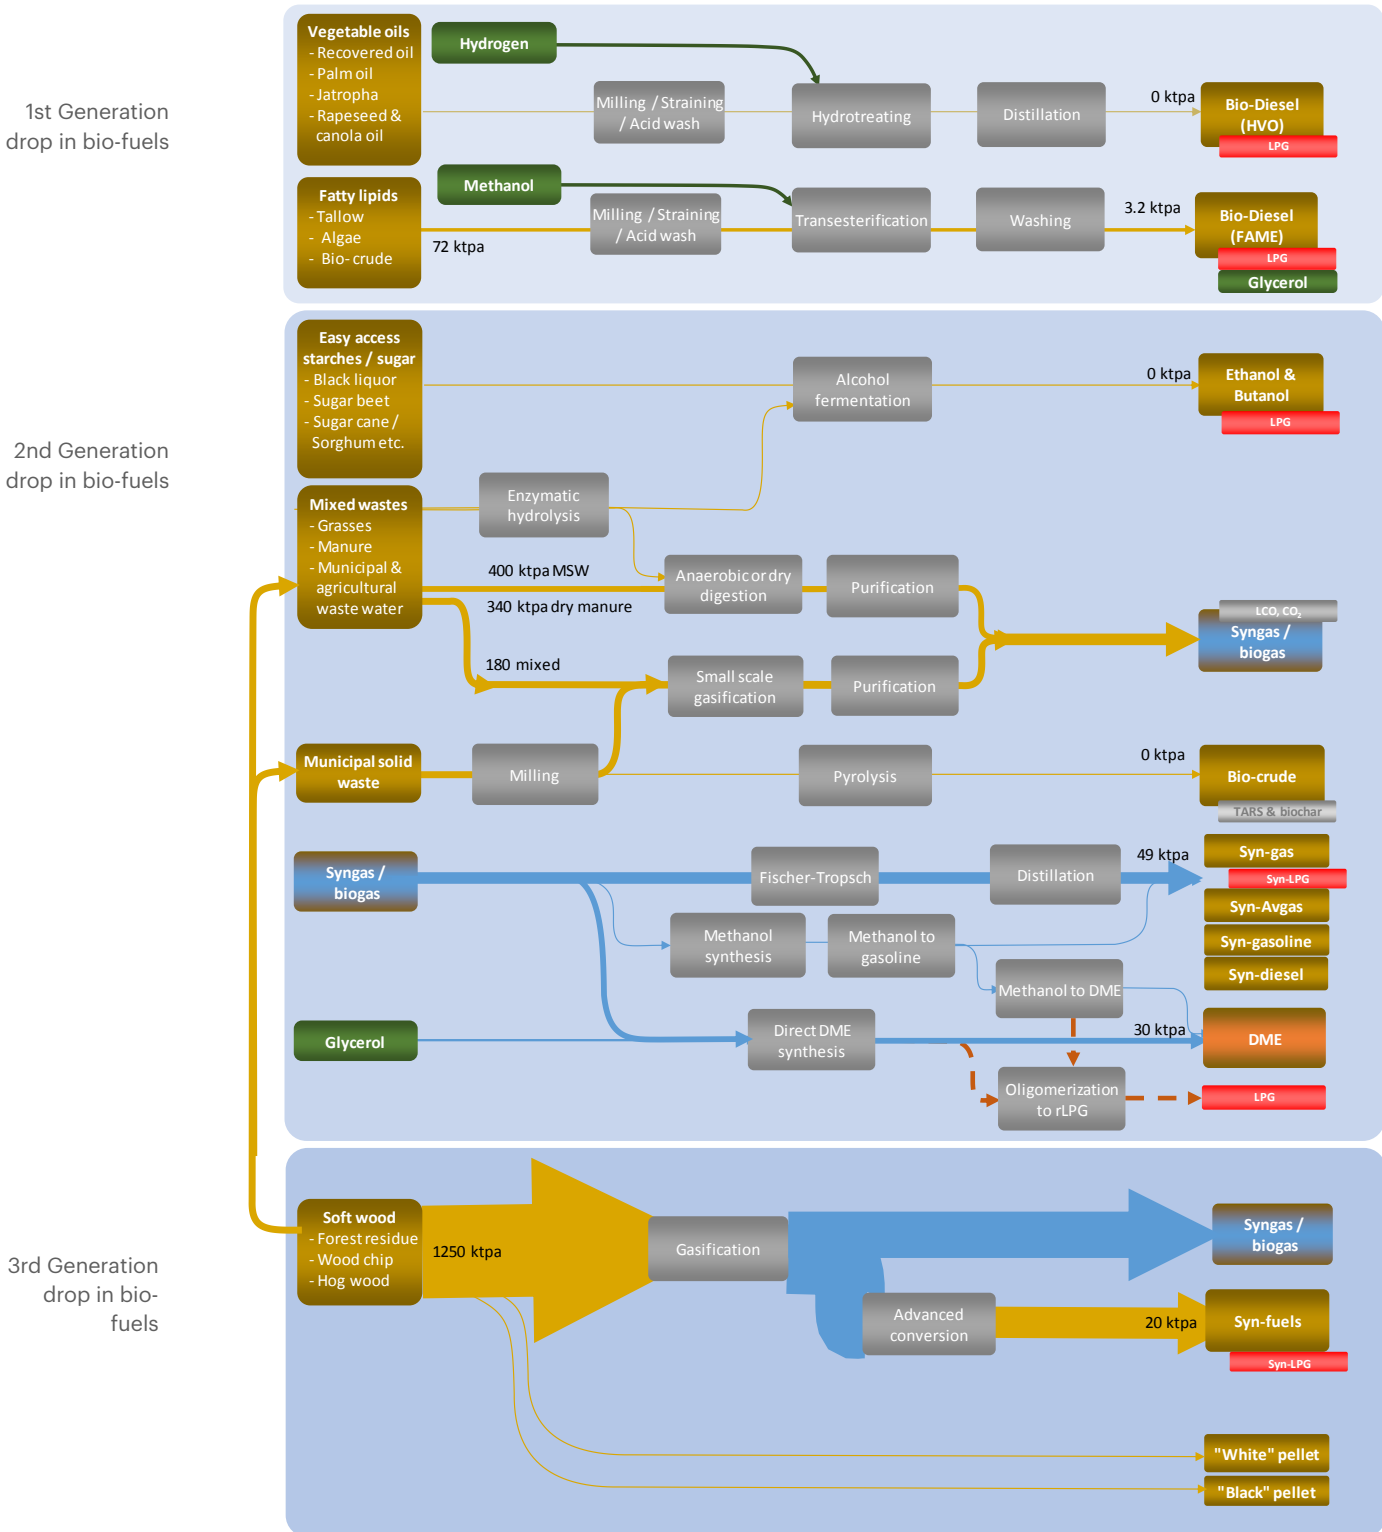 1st Generation
drop in bio-fuels
Vegetable oils
- Recovered oil
- Palm oil
- Jatropha
- Rapeseed &
canola oil
Hydrogen
Milling / Straining
/ Acid wash
Hydrotreating
Distillation
0 ktpa
Bio-Diesel
(HVO)
LPG
Fatty lipids
- Tallow
- Algae
- Bio-crude
Methanol
72 ktpa
Milling / Straining
/ Acid wash
Transesterification
Washing
3.2 ktpa
Bio-Diesel
(FAME)
LPG
Glycerol
2nd Generation
drop in bio-fuels
Easy access
starches / sugar
- Black liquor
- Sugar beet
- Sugar cane /
Sorghum etc.
Alcohol
fermentation
0 ktpa
Ethanol &
Butanol
LPG
Mixed wastes
- Grasses
- Manure
- Municipal &
agricultural
waste water
Enzymatic
hydrolysis
400 ktpa MSW
340 ktpa dry manure
Anaerobic or dry
digestion
Purification
180 mixed
Small scale
gasification
Purification
LCO, CO₂
Syngas /
biogas
Municipal solid
waste
Milling
Pyrolysis
0 ktpa
Bio-crude
TARS & biochar
Syngas /
biogas
Fischer-Tropsch
Distillation
49 ktpa
Syn-gas
Syn-LPG
Syn-Avgas
Syn-gasoline
Syn-diesel
Methanol
synthesis
Methanol to
gasoline
Methanol to DME
Glycerol
Direct DME
synthesis
30 ktpa
DME
Oligomerization
to rLPG
LPG
3rd Generation
drop in bio-
fuels
Soft wood
- Forest residue
- Wood chip
- Hog wood
1250 ktpa
Gasification
Syngas /
biogas
Advanced
conversion
20 ktpa
Syn-fuels
Syn-LPG
"White" pellet
"Black" pellet